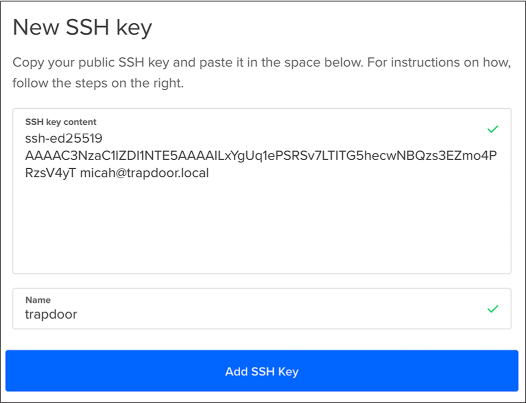 New SSH key
Copy your public SSH key and paste it in the space below. For instructions on how,
follow the steps on the right.
SSH key content
ssh-ed25519
AAAAC3NzaC1lZDI1NTE5AAAAILxYgUq1ePSRSv7LTITG5hecwNBQzs3EZmo4P
RzsV4yT micah@trapdoor.local
Name
trapdoor
Add SSH Key